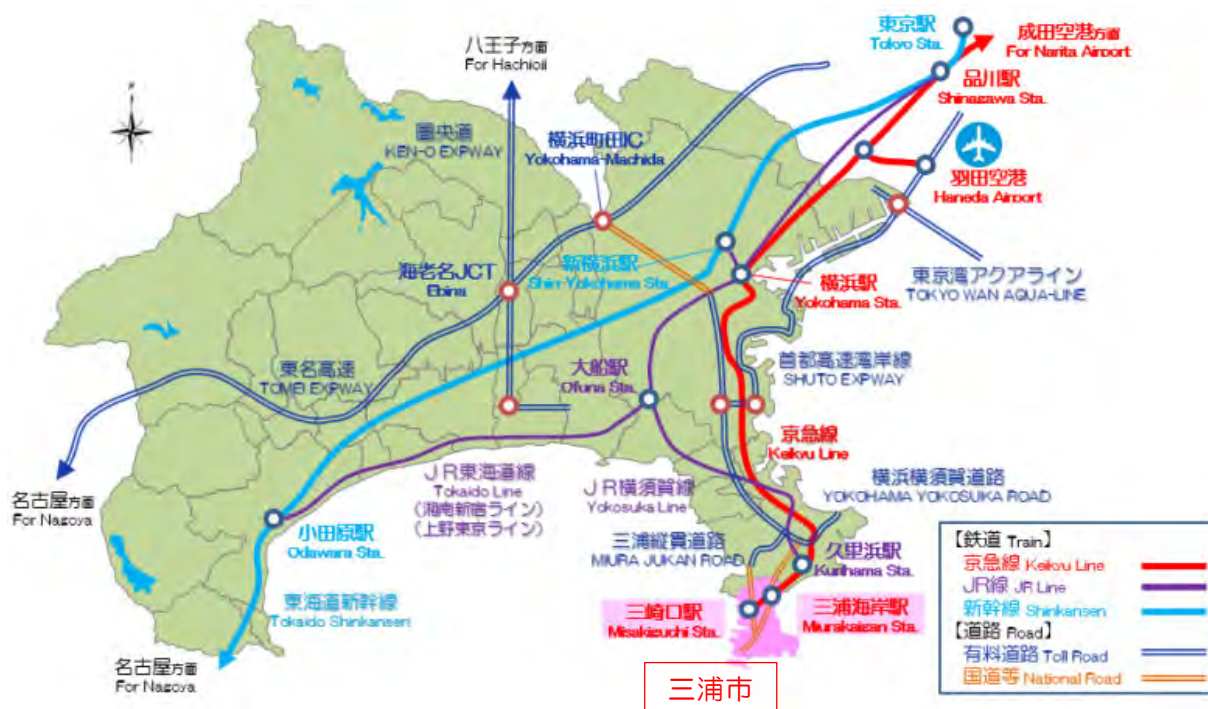 東京駅
Tokyo Sta.
成田空港方面
For Narita Airport
八王子方面
For Hachioji
品川駅
Shinagawa Sta.
圏央道
KEN-O EXPWAY
横浜町田IC
Yokohama-Machida
羽田空港
Haneda Airport
新横浜駅
Shin-Yokohama Sta.
海老名JCT
Ebina
横浜駅
Yokohama Sta.
東京湾アクアライン
TOKYO WAN AQUA-LINE
東名高速
TOMEI EXPWAY
大船駅
Ofuna Sta.
首都高速湾岸線
SHUTO EXPWAY
京急線
Keikyu Line
名古屋方面
For Nagoya
JR東海道線
Tokaido Line
(湘南新宿ライン)
(上野東京ライン)
JR横須賀線
Yokosuka Line
横浜横須賀道路
YOKOHAMA YOKOSUKA ROAD
小田原駅
Odawara Sta.
三浦縦貫道路
MIURA JUKAN ROAD
久里浜駅
Kurihama Sta.
東海道新幹線
Tokaido Shinkansen
三崎口駅
Misakiguchi Sta.
三浦海岸駅
Miurakaigan Sta.
名古屋方面
For Nagoya
三浦市
【鉄道 Train】
京急線 Keikyu Line
JR線 JR Line
新幹線 Shinkansen
【道路 Road】
有料道路 Toll Road
国道等 National Road